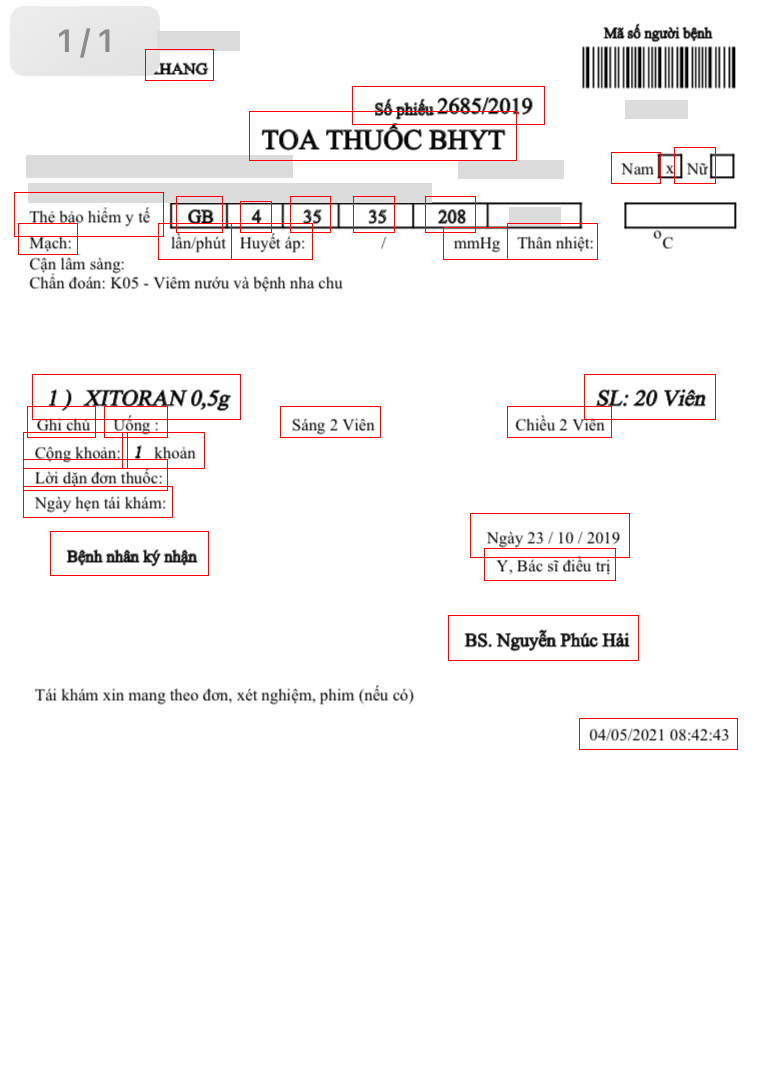 1/1
Mã số người bệnh
KHANG
Số phiếu 2685/2019
TOA THUỐC BHYT
Nam x Nữ
Thẻ bảo hiểm y tế GB 4 35 35 208
Mạch: lần/phút Huyết áp: / mmHg Thân nhiệt: °C
Cận lâm sàng:
Chẩn đoán: K05 - Viêm nướu và bệnh nha chu
1 ) XITORAN 0,5g SL: 20 Viên
Ghi chú Uống : Sáng 2 Viên Chiều 2 Viên
Cộng khoản: 1 khoản
Lời dặn đơn thuốc:
Ngày hẹn tái khám:
Ngày 23 / 10 / 2019
Bệnh nhân ký nhận Y, Bác sĩ điều trị
BS. Nguyễn Phúc Hải
Tái khám xin mang theo đơn, xét nghiệm, phim (nếu có)
04/05/2021 08:42:43